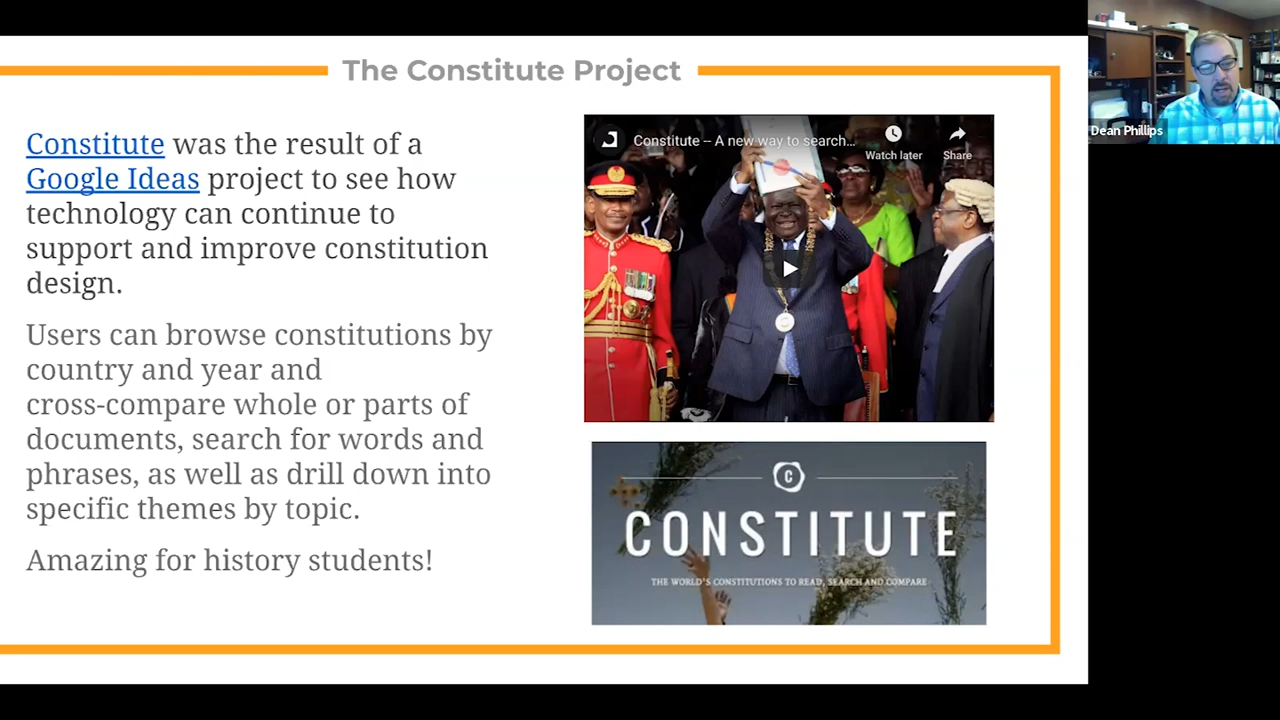 The Constitute Project
Constitute was the result of a
Google Ideas project to see how
technology can continue to
support and improve constitution
design.
Users can browse constitutions by
country and year and
cross-compare whole or parts of
documents, search for words and
phrases, as well as drill down into
specific themes by topic.
Amazing for history students!
Constitute -- A new way to search...
Watch later
Share
C
CONSTITUTE
THE WORLD'S CONSTITUTIONS TO READ, SEARCH AND COMPARE
Dean Phillips